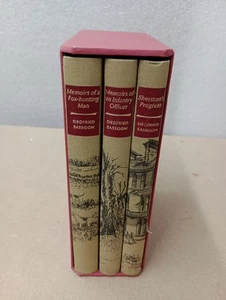 Memoirs of a
Fox-hunting
Man
SIEGFRIED
SASSOON
Memoirs of
an Infantry
Officer
SIEGFRIED
SASSOON
Sherston's
Progress
SIEGFRIED
SASSOON